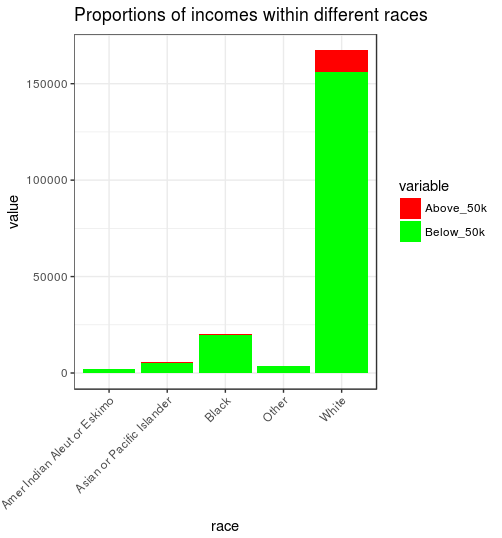 Proportions of incomes within different races
value
150000
100000
50000
0
Amer Indian Aleut or Eskimo
Asian or Pacific Islander
Black
Other
White
race
variable
Above_50k
Below_50k